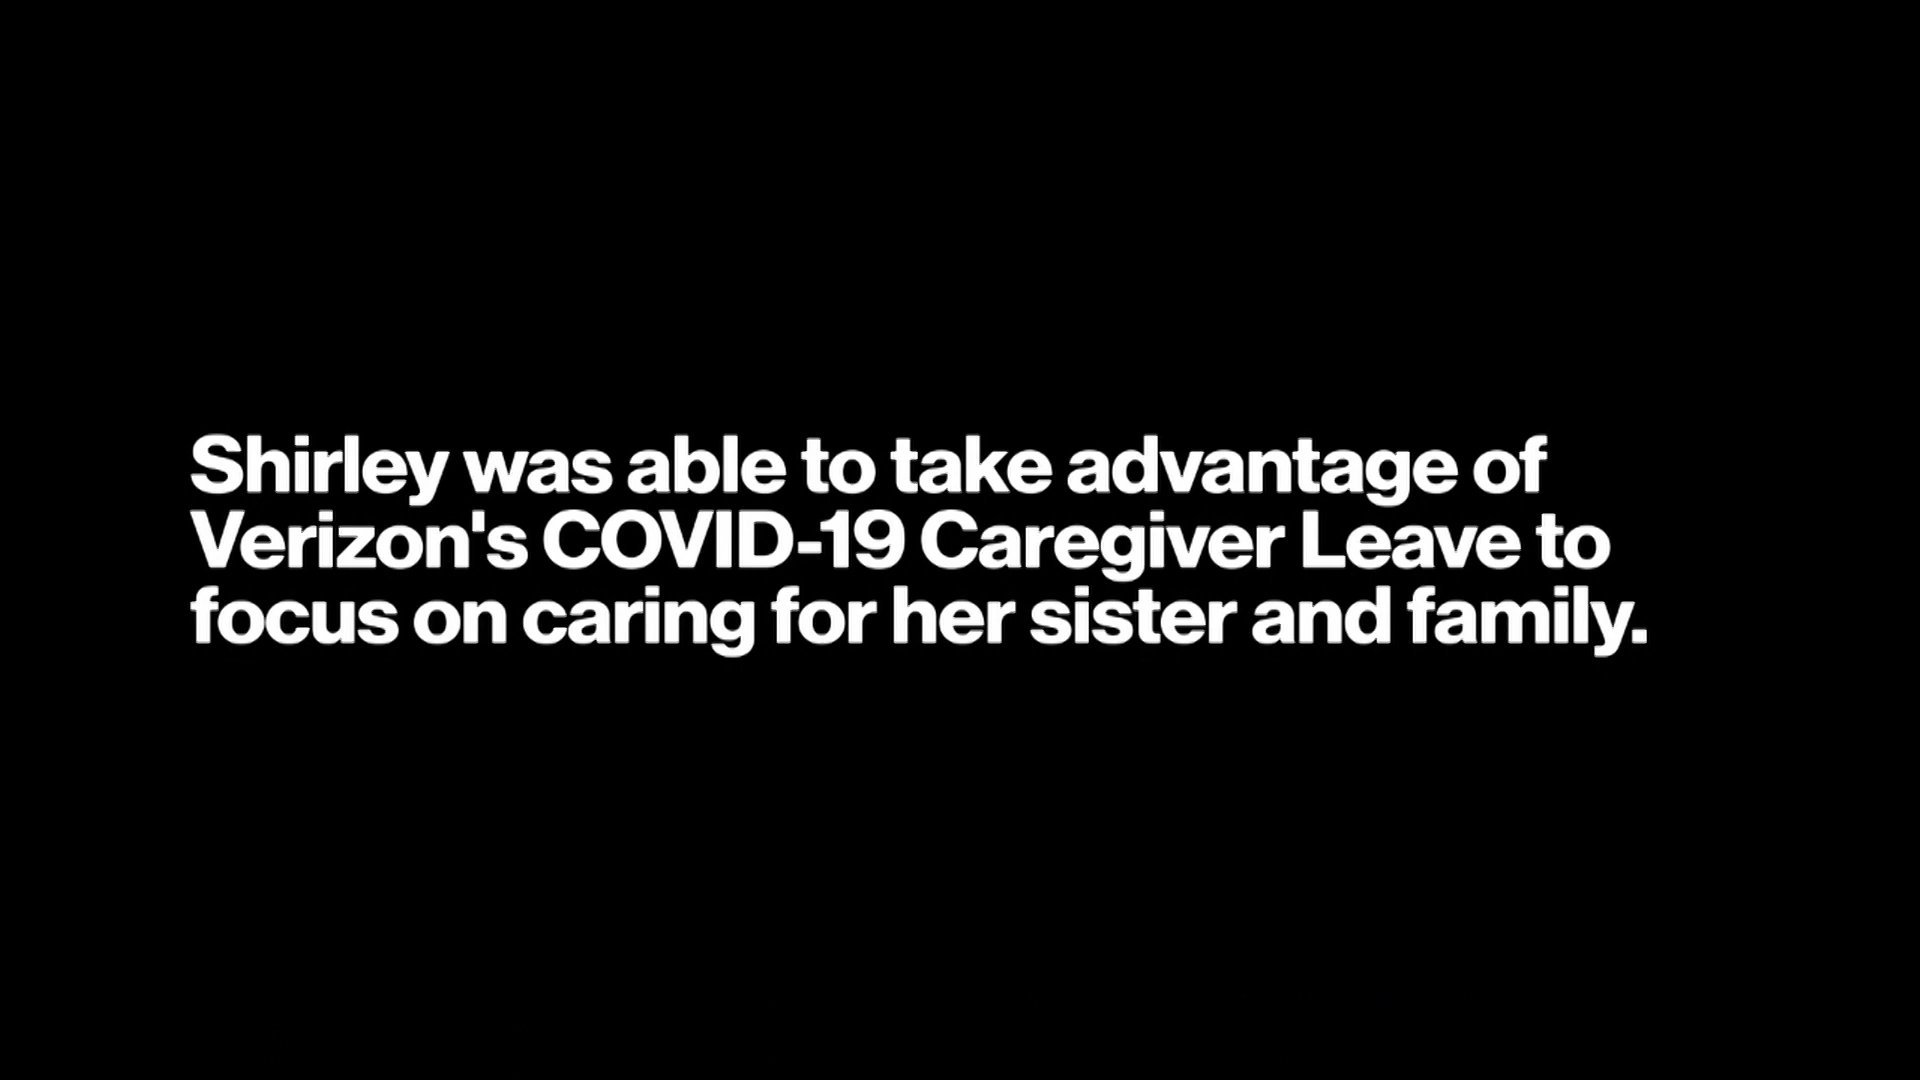 Shirley was able to take advantage of
Verizon's COVID-19 Caregiver Leave to
focus on caring for her sister and family.